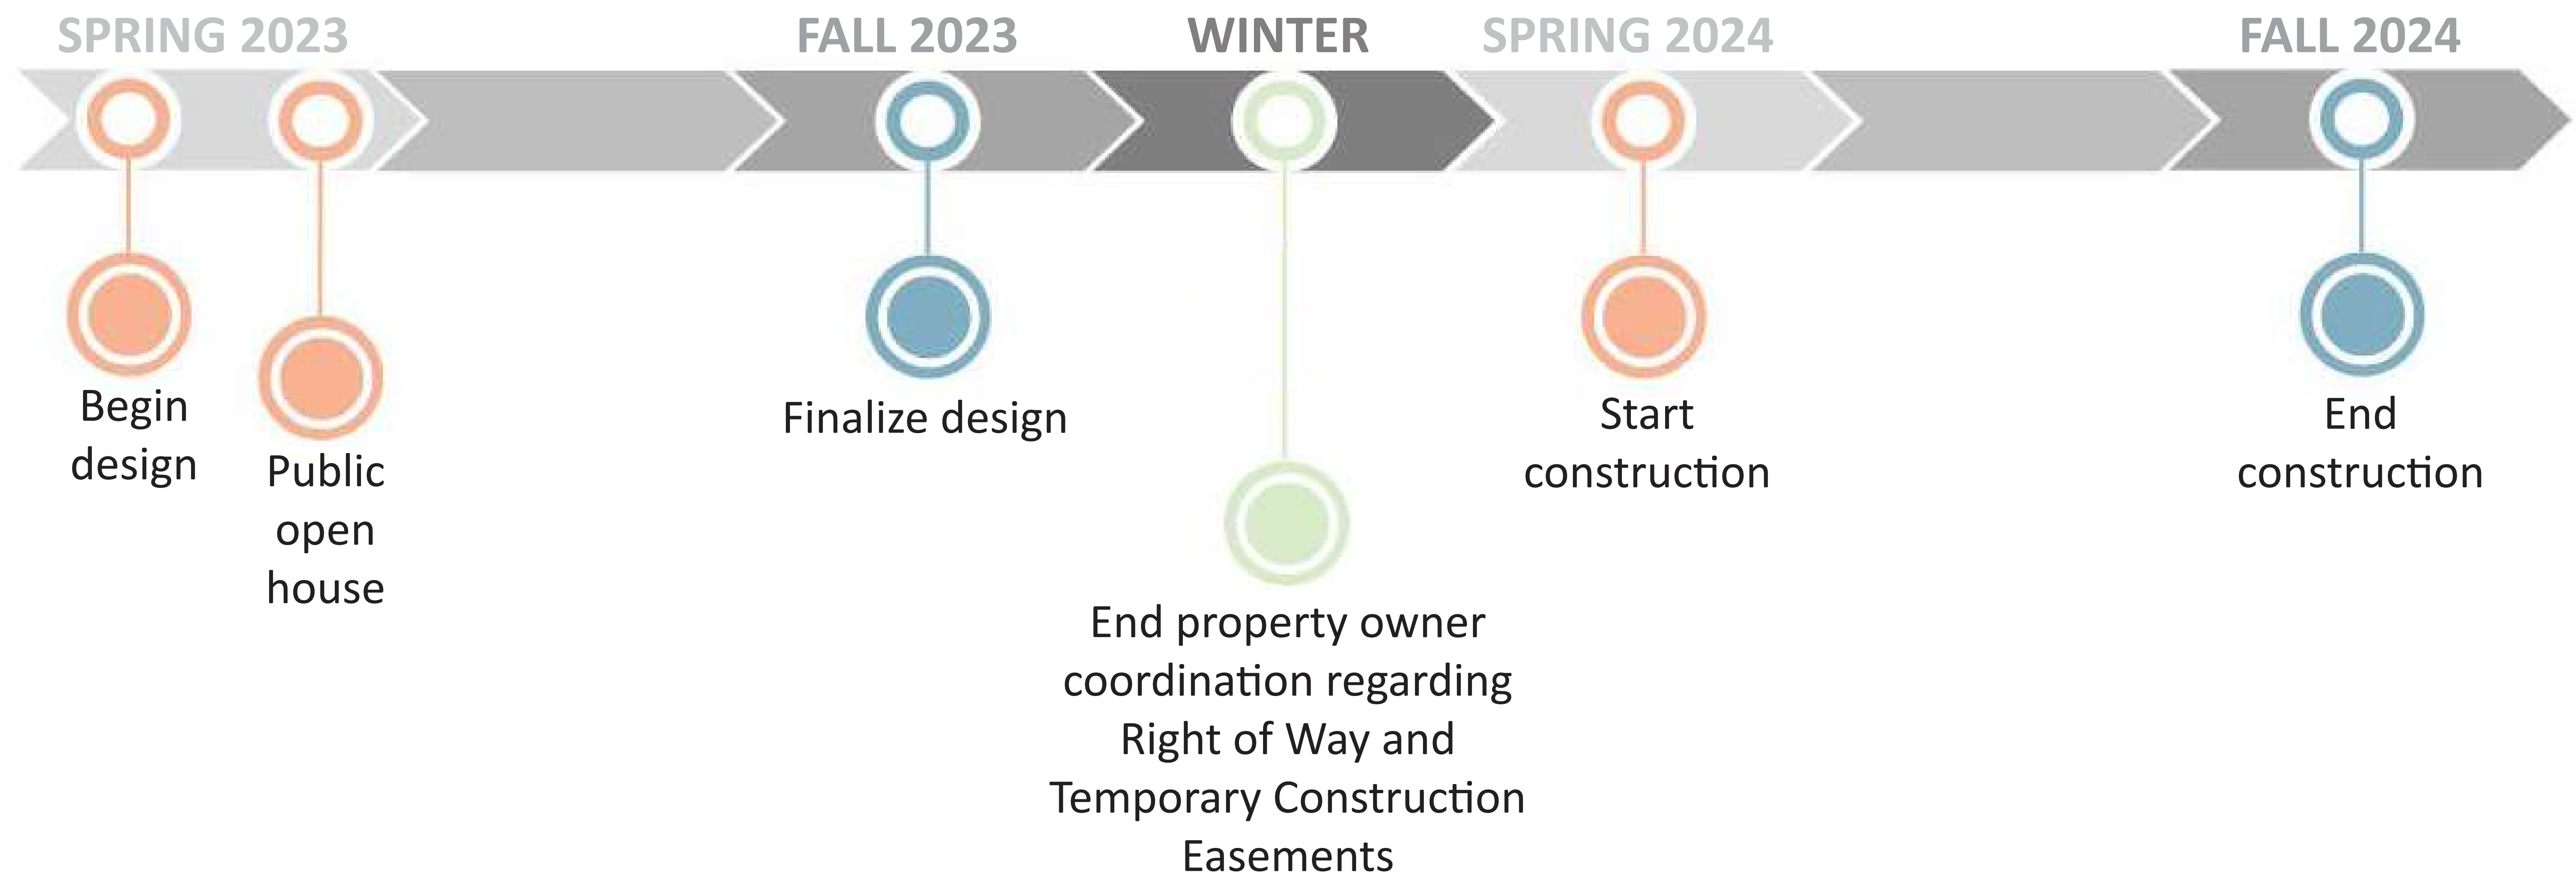 SPRING 2023
FALL 2023
WINTER
SPRING 2024
FALL 2024
Begin
design
Public
open
house
Finalize design
End property owner
coordination regarding
Right of Way and
Temporary Construction
Easements
Start
construction
End
construction